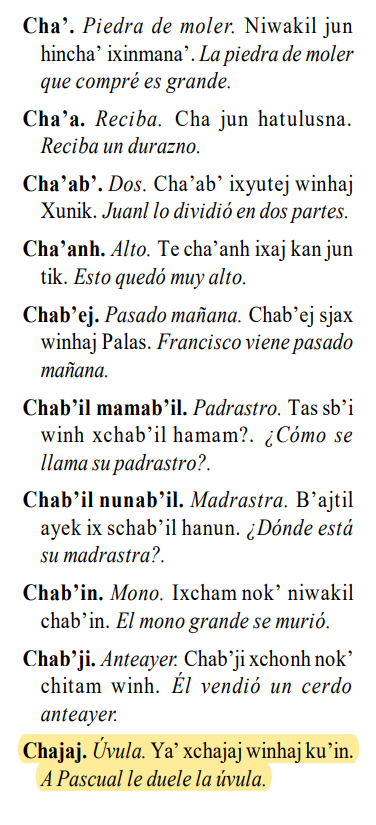 Cha’. Piedra de moler. Niwakil jun
hincha’ ixinmana’. La piedra de moler
que compré es grande.
Cha’a. Reciba. Cha jun hatulusna.
Reciba un durazno.
Cha’ab’. Dos. Cha’ab’ ixyutej winhaj
Xunik. Juanl lo dividió en dos partes.
Cha’anh. Alto. Te cha’anh ixaj kan jun
tik. Esto quedó muy alto.
Chab’ej. Pasado mañana. Chab’ej sjax
winhaj Palas. Francisco viene pasado
mañana.
Chab’il mamab’il. Padrastro. Tas sb’i
winh xchab’il hamam?. ¿Cómo se
llama su padrastro?.
Chab’il nunab’il. Madrastra. B’ajtil
ayek ix schab’il hanun. ¿Dónde está
su madrastra?.
Chab’in. Mono. Ixcham nok’ niwakil
chab’in. El mono grande se murió.
Chab’ji. Anteayer. Chab’ji xchonh nok’
chitam winh. Él vendió un cerdo
anteayer.
Chajaj. Úvula. Ya’ xchajaj winhaj ku’in.
A Pascual le duele la úvula.